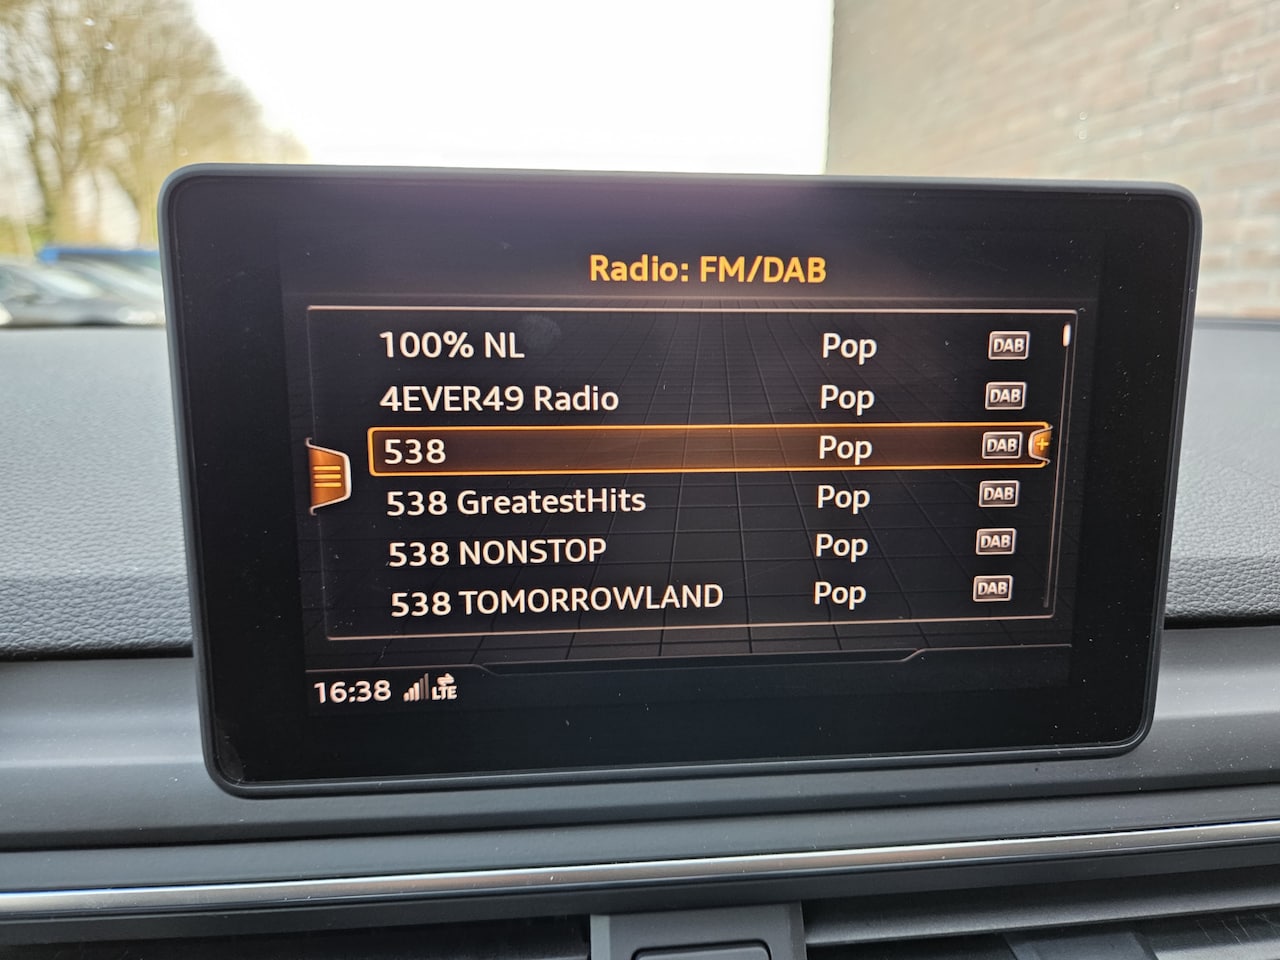 Radio: FM/DAB
100% NL Pop DAB
4EVER49 Radio Pop DAB
538 Pop DAB +
538 GreatestHits Pop DAB
538 NONSTOP Pop DAB
538 TOMORROWLAND Pop DAB
16:38 LTE